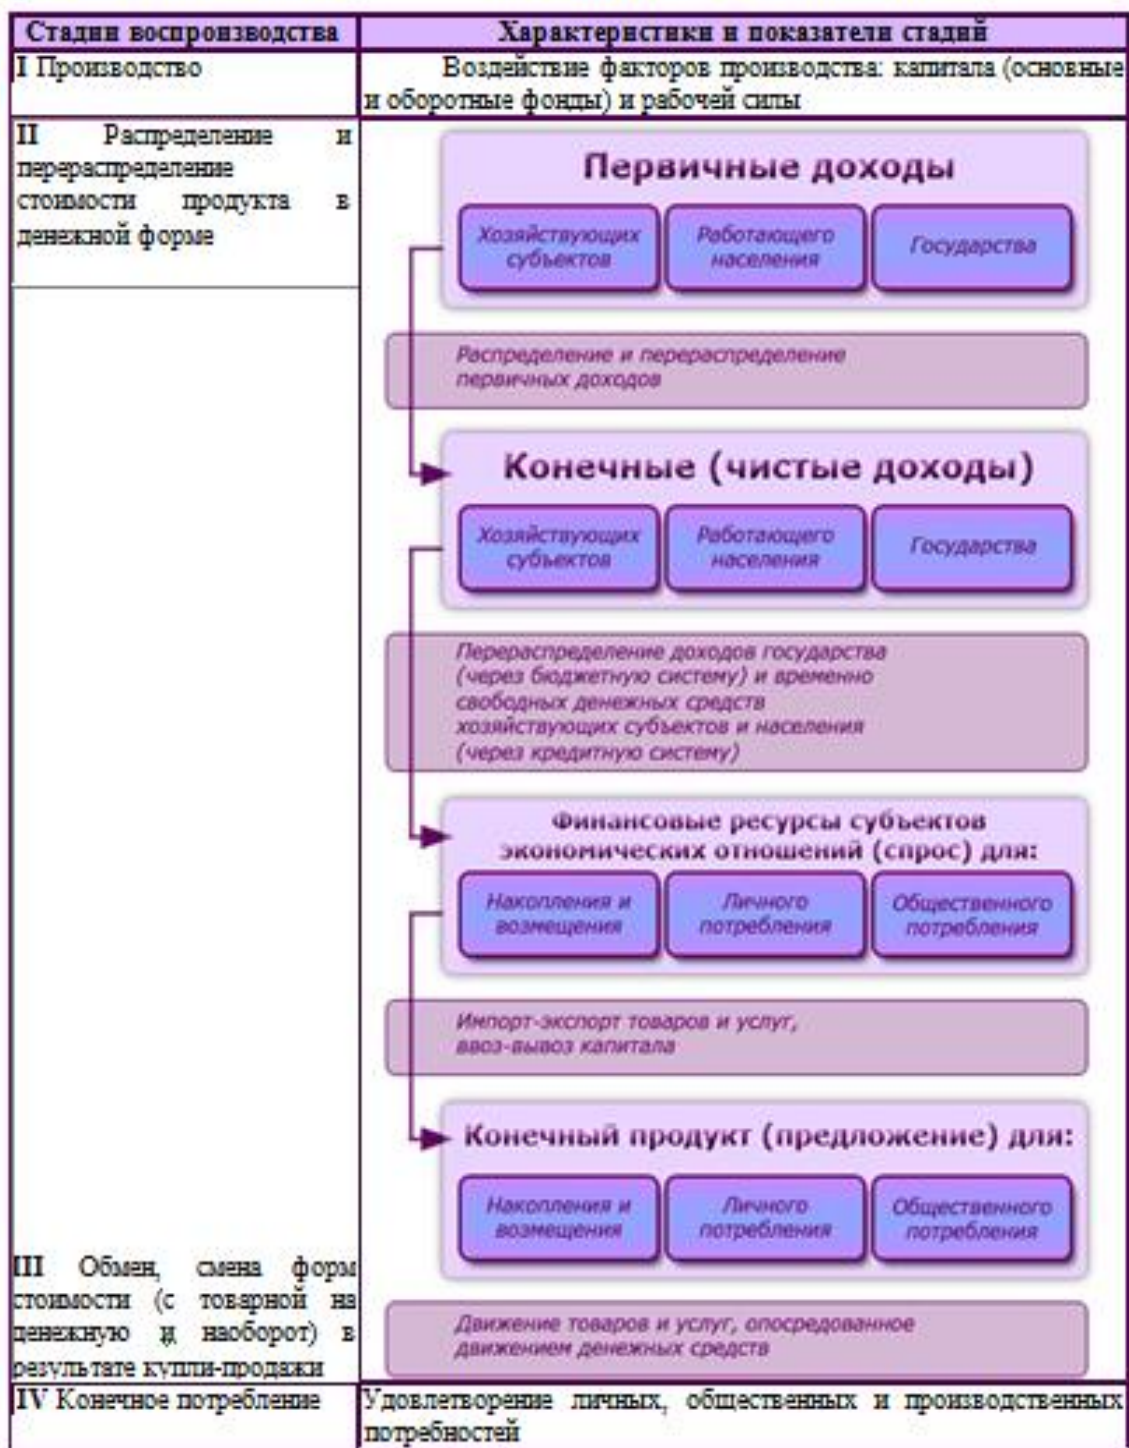 Стадии воспроизводства
Характеристики и показатели стадий
I Производство
Воздействие факторов производства: капитала (основные
и оборотные фонды) и рабочей силы
II Распределение и
перераспределение
стоимости продукта в
денежной форме
Первичные доходы
Хозяйствующих
субъектов
Работающего
населения
Государства
Распределение и перераспределение
первичных доходов
Конечные (чистые доходы)
Хозяйствующих
субъектов
Работающего
населения
Государства
Перераспределение доходов государства
(через бюджетную систему) и временно
свободных денежных средств
хозяйствующих субъектов и населения
(через кредитную систему)
Финансовые ресурсы субъектов
экономических отношений (спрос) для:
Накопления и
возмещения
Личного
потребления
Общественного
потребления
Импорт-экспорт товаров и услуг,
ввоз-вывоз капитала
Конечный продукт (предложение) для:
Накопления и
возмещения
Личного
потребления
Общественного
потребления
III Обмен, смена форм
стоимости (с товарной на
денежную и наоборот) в
результате купли-продажи
Движение товаров и услуг, опосредованное
движением денежных средств
IV Конечное потребление
Удовлетворение личных, общественных и производственных
потребностей